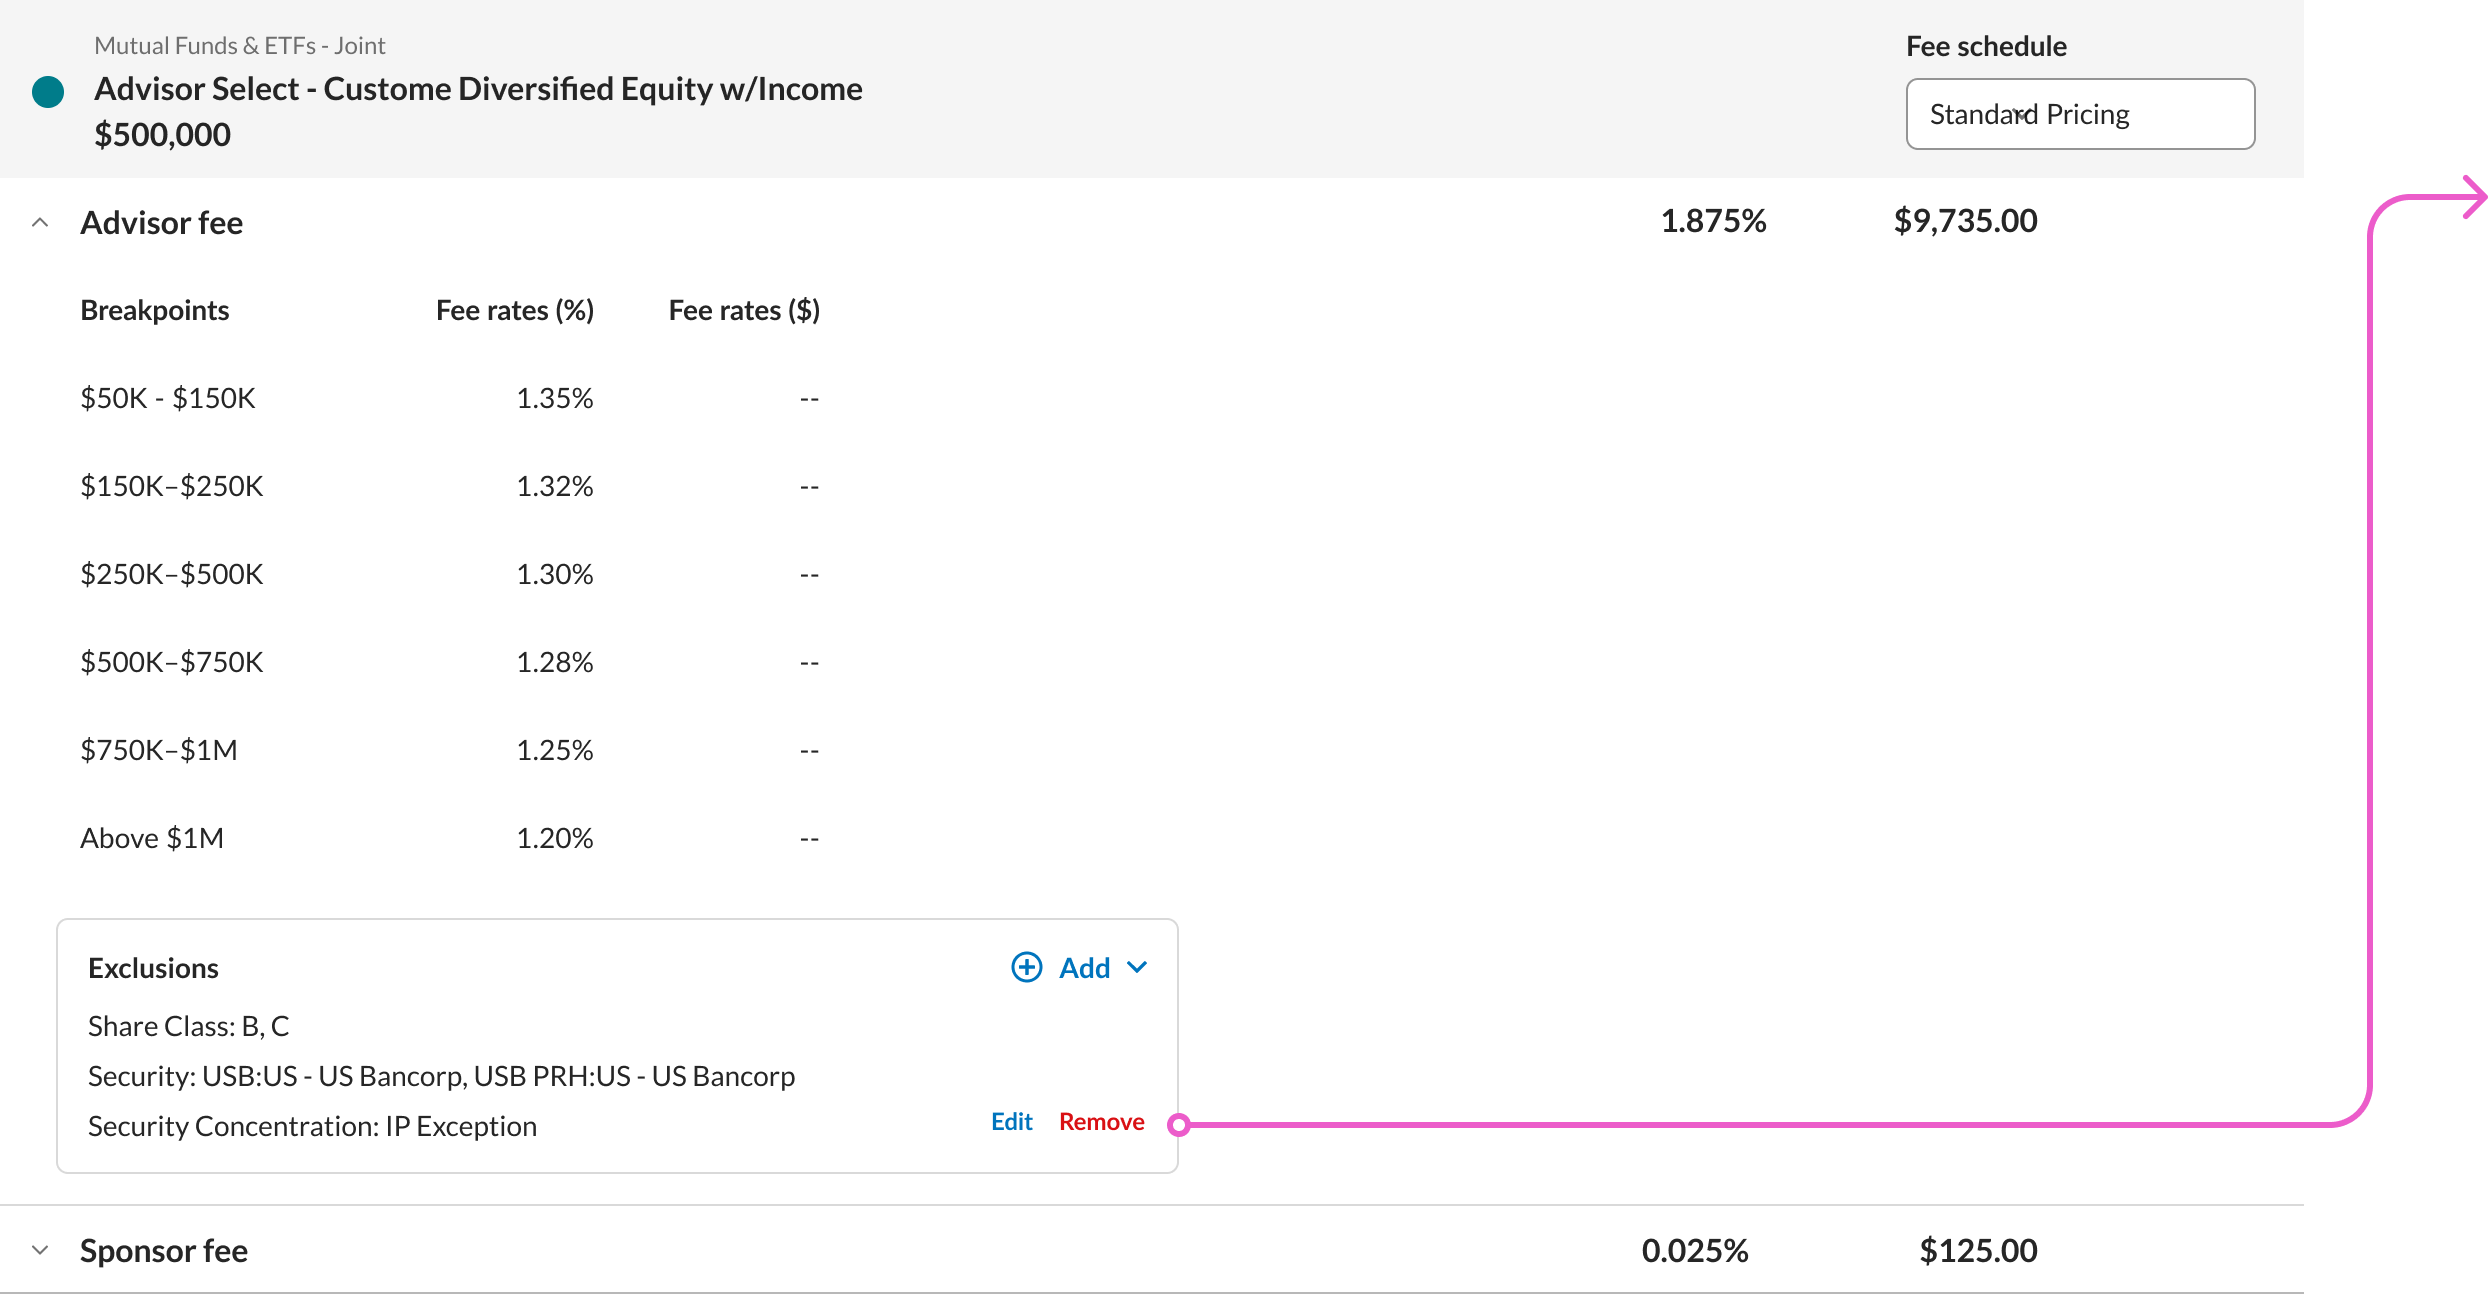 Mutual Funds & ETFs - Joint
Advisor Select - Custome Diversified Equity w/Income
$500,000
Fee schedule
Standard Pricing
Advisor fee 1.875% $9,735.00
Breakpoints Fee rates (%) Fee rates ($)
$50K - $150K 1.35% --
$150K–$250K 1.32% --
$250K–$500K 1.30% --
$500K–$750K 1.28% --
$750K–$1M 1.25% --
Above $1M 1.20% --
Exclusions Add
Share Class: B, C
Security: USB:US - US Bancorp, USB PRH:US - US Bancorp
Security Concentration: IP Exception Edit Remove
Sponsor fee 0.025% $125.00